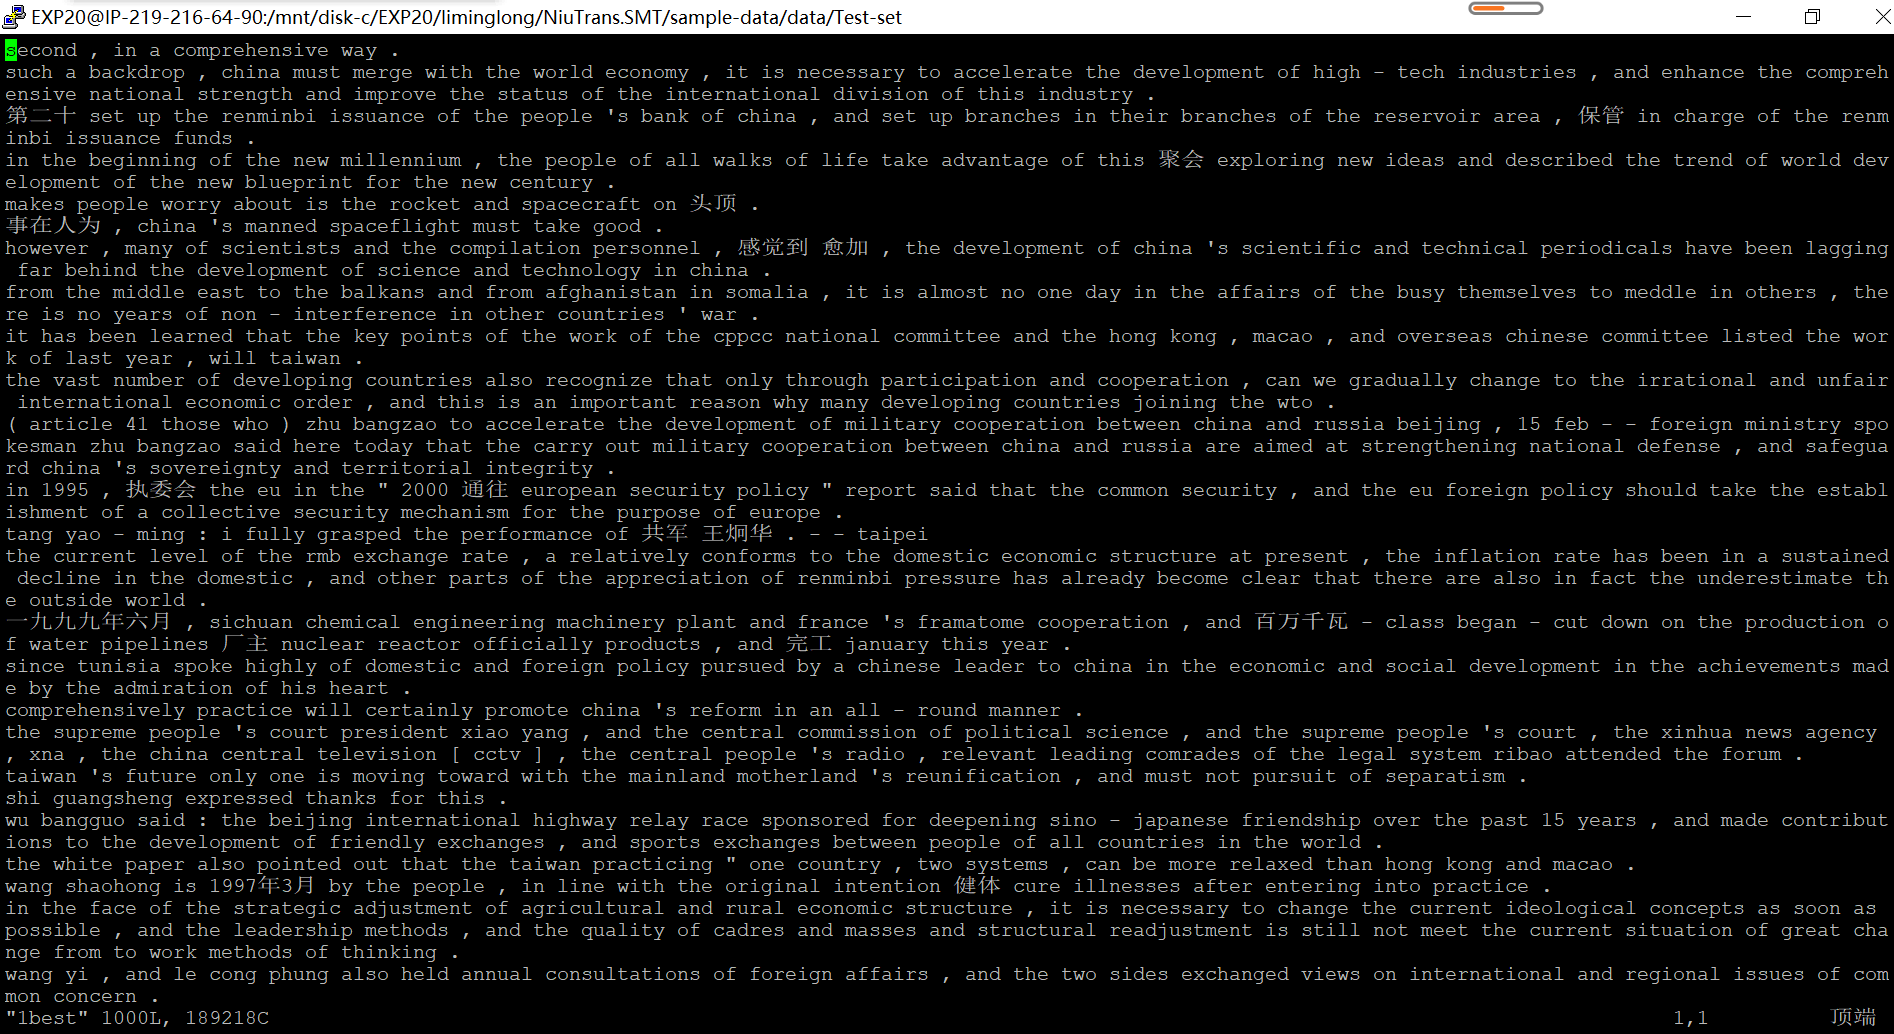 EXP20@IP-219-216-64-90:/mnt/disk-c/EXP20/liminglong/NiuTrans.SMT/sample-data/data/Test-set
second , in a comprehensive way .
such a backdrop , china must merge with the world economy , it is necessary to accelerate the development of high - tech industries , and enhance the compreh
ensive national strength and improve the status of the international division of this industry .
第二十 set up the renminbi issuance of the people 's bank of china , and set up branches in their branches of the reservoir area , 保管 in charge of the renm
inbi issuance funds .
in the beginning of the new millennium , the people of all walks of life take advantage of this 聚会 exploring new ideas and described the trend of world dev
elopment of the new blueprint for the new century .
makes people worry about is the rocket and spacecraft on 头顶 .
事在人为 , china 's manned spaceflight must take good .
however , many of scientists and the compilation personnel , 感觉到 愈加 , the development of china 's scientific and technical periodicals have been lagging
 far behind the development of science and technology in china .
from the middle east to the balkans and from afghanistan in somalia , it is almost no one day in the affairs of the busy themselves to meddle in others , the
re is no years of non - interference in other countries ' war .
it has been learned that the key points of the work of the cppcc national committee and the hong kong , macao , and overseas chinese committee listed the wor
k of last year , will taiwan .
the vast number of developing countries also recognize that only through participation and cooperation , can we gradually change to the irrational and unfair
 international economic order , and this is an important reason why many developing countries joining the wto .
( article 41 those who ) zhu bangzao to accelerate the development of military cooperation between china and russia beijing , 15 feb - - foreign ministry spo
kesman zhu bangzao said here today that the carry out military cooperation between china and russia are aimed at strengthening national defense , and safegua
rd china 's sovereignty and territorial integrity .
in 1995 , 执委会 the eu in the " 2000 通往 european security policy " report said that the common security , and the eu foreign policy should take the establ
ishment of a collective security mechanism for the purpose of europe .
tang yao - ming : i fully grasped the performance of 共军 王炯华 . - - taipei
the current level of the rmb exchange rate , a relatively conforms to the domestic economic structure at present , the inflation rate has been in a sustained
 decline in the domestic , and other parts of the appreciation of renminbi pressure has already become clear that there are also in fact the underestimate th
e outside world .
一九九九年六月 , sichuan chemical engineering machinery plant and france 's framatome cooperation , and 百万千瓦 - class began - cut down on the production o
f water pipelines 厂主 nuclear reactor officially products , and 完工 january this year .
since tunisia spoke highly of domestic and foreign policy pursued by a chinese leader to china in the economic and social development in the achievements mad
e by the admiration of his heart .
comprehensively practice will certainly promote china 's reform in an all - round manner .
the supreme people 's court president xiao yang , and the central commission of political science , and the supreme people 's court , the xinhua news agency
, xna , the china central television [ cctv ] , the central people 's radio , relevant leading comrades of the legal system ribao attended the forum .
taiwan 's future only one is moving toward with the mainland motherland 's reunification , and must not pursuit of separatism .
shi guangsheng expressed thanks for this .
wu bangguo said : the beijing international highway relay race sponsored for deepening sino - japanese friendship over the past 15 years , and made contribut
ions to the development of friendly exchanges , and sports exchanges between people of all countries in the world .
the white paper also pointed out that the taiwan practicing " one country , two systems , can be more relaxed than hong kong and macao .
wang shaohong is 1997年3月 by the people , in line with the original intention 健体 cure illnesses after entering into practice .
in the face of the strategic adjustment of agricultural and rural economic structure , it is necessary to change the current ideological concepts as soon as
possible , and the leadership methods , and the quality of cadres and masses and structural readjustment is still not meet the current situation of great cha
nge from to work methods of thinking .
wang yi , and le cong phung also held annual consultations of foreign affairs , and the two sides exchanged views on international and regional issues of com
mon concern .
"1best" 1000L, 189218C 1,1 顶端